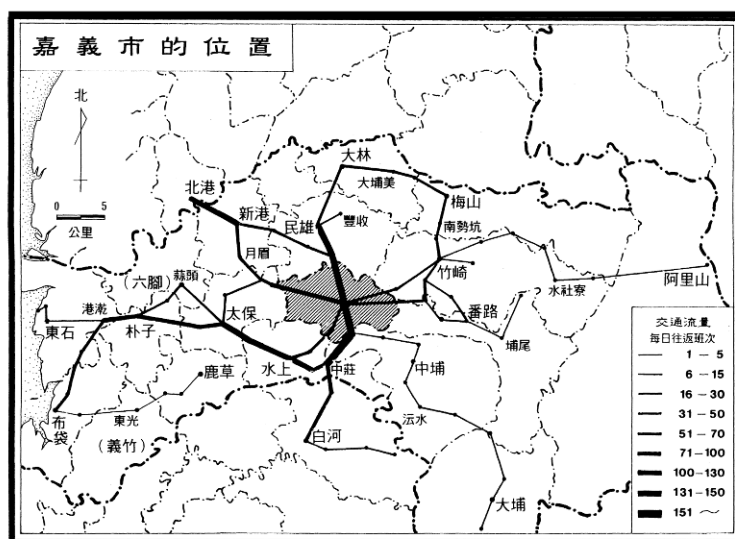 嘉義市的位置
北
0 5
公里
大林
大埔美
北港
梅山
新港
民雄
豐收
南勢坑
月眉
竹崎
(六腳)
蒜頭
阿里山
水社寮
港墘
太保
番路
東石
朴子
埔尾
水上
中莊
中埔
鹿草
沄水
布袋
東光
(義竹)
白河
大埔
交通流量
每日往返班次
1－5
6－15
16－30
31－50
51－70
71－100
100－130
131－150
151～